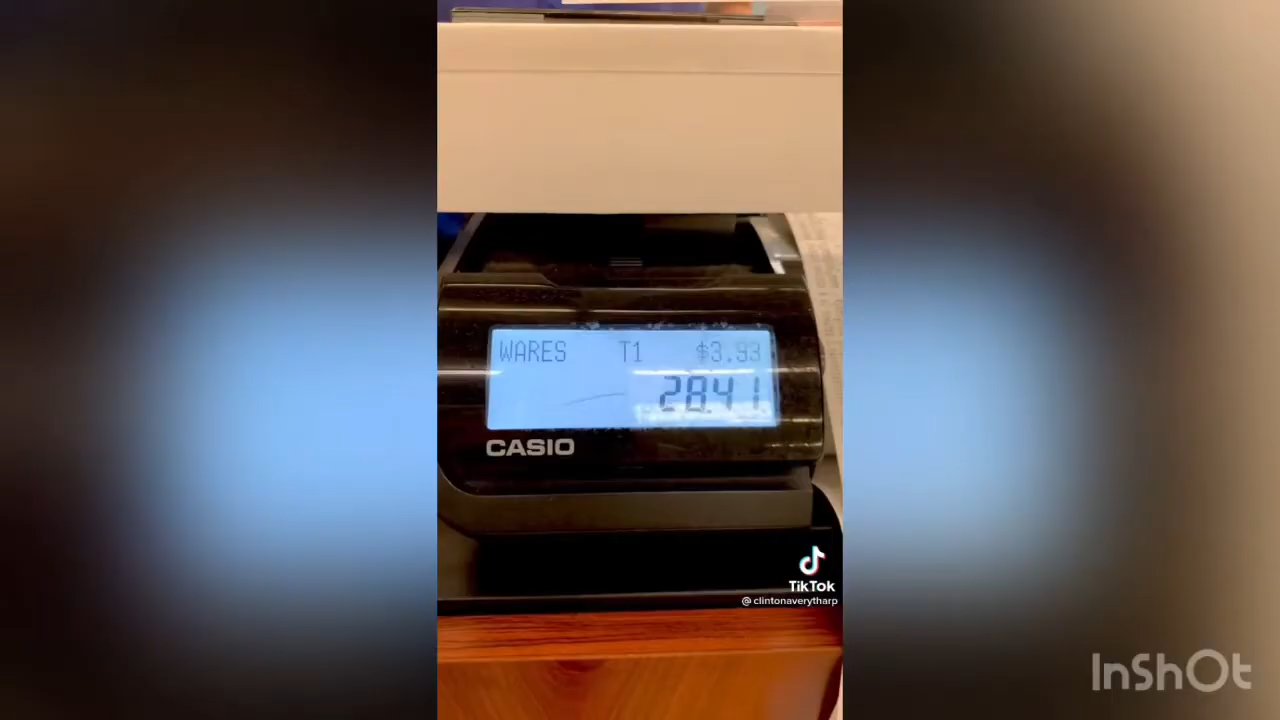 WARES T1 $3.93
28.41
CASIO
TikTok
@clintonaverytharp
InShOt